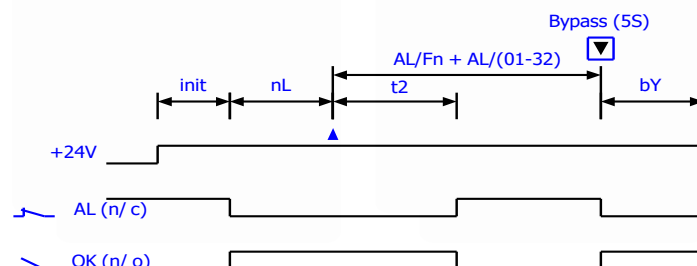 Bypass (5S)
AL/Fn + AL/(01-32)
init
nL
t2
bY
+24V
AL (n/ c)
OK (n/ o)